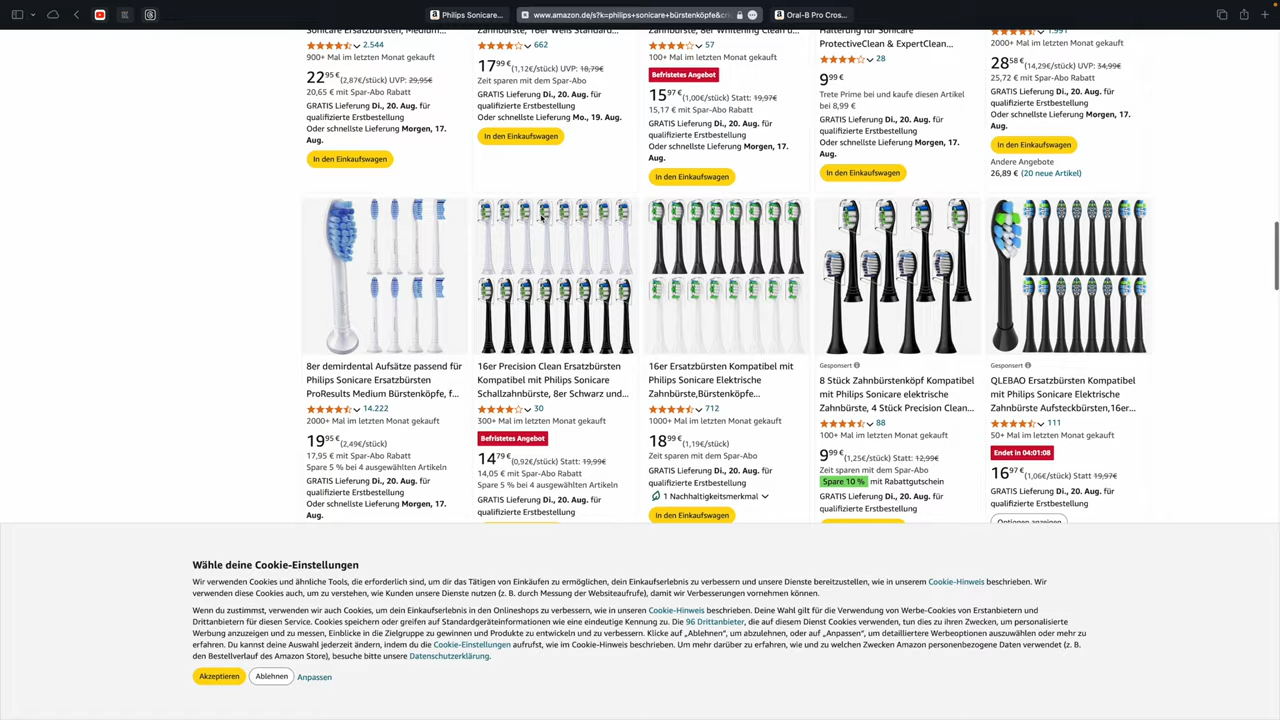 Philips Sonicare...
www.amazon.de/s?k=philips+sonicare+bürstenköpfe&cri
Oral-B Pro Cros...
Ersatzbürsten, Medium...
2.544
900+ Mal im letzten Monat gekauft
22 95 € (2,87€/stück) UVP: 29,95€
20,65 € mit Spar-Abo Rabatt
GRATIS Lieferung Di., 20. Aug. für
qualifizierte Erstbestellung
Oder schnellste Lieferung Morgen, 17.
Aug.
In den Einkaufswagen
Zahnbürste, 16er Weiß Standard...
662
17 99 € (1,12€/stück) UVP: 18,79€
Zeit sparen mit dem Spar-Abo
GRATIS Lieferung Di., 20. Aug. für
qualifizierte Erstbestellung
Oder schnellste Lieferung Mo., 19. Aug.
In den Einkaufswagen
Zahnbürste, 8er Whitening Clean u...
57
100+ Mal im letzten Monat gekauft
Befristetes Angebot
15 97 € (1,00€/stück) Statt: 19,97€
15,17 € mit Spar-Abo Rabatt
GRATIS Lieferung Di., 20. Aug. für
qualifizierte Erstbestellung
Oder schnellste Lieferung Morgen, 17.
Aug.
In den Einkaufswagen
Halterung für Sonicare
ProtectiveClean & ExpertClean...
28
9 99 €
Trete Prime bei und kaufe diesen Artikel
bei 8,99 €
GRATIS Lieferung Di., 20. Aug. für
qualifizierte Erstbestellung
Oder schnellste Lieferung Morgen, 17.
Aug.
In den Einkaufswagen
1.991
2000+ Mal im letzten Monat gekauft
28 58 € (14,29€/stück) UVP: 34,99€
25,72 € mit Spar-Abo Rabatt
GRATIS Lieferung Di., 20. Aug. für
qualifizierte Erstbestellung
Oder schnellste Lieferung Morgen, 17.
Aug.
In den Einkaufswagen
Andere Angebote
26,89 € (20 neue Artikel)
8er demirdental Aufsätze passend für
Philips Sonicare Ersatzbürsten
ProResults Medium Bürstenköpfe, f...
14.222
2000+ Mal im letzten Monat gekauft
19 95 € (2,49€/stück)
17,95 € mit Spar-Abo Rabatt
Spare 5 % bei 4 ausgewählten Artikeln
GRATIS Lieferung Di., 20. Aug. für
qualifizierte Erstbestellung
Oder schnellste Lieferung Morgen, 17.
Aug.
16er Precision Clean Ersatzbürsten
Kompatibel mit Philips Sonicare
Schallzahnbürste, 8er Schwarz und...
30
300+ Mal im letzten Monat gekauft
Befristetes Angebot
14 79 € (0,92€/stück) Statt: 19,99€
14,05 € mit Spar-Abo Rabatt
Spare 5 % bei 4 ausgewählten Artikeln
GRATIS Lieferung Di., 20. Aug. für
qualifizierte Erstbestellung
16er Ersatzbürsten Kompatibel mit
Philips Sonicare Elektrische
Zahnbürste,Bürstenköpfe...
712
1000+ Mal im letzten Monat gekauft
18 99 € (1,19€/stück)
Zeit sparen mit dem Spar-Abo
GRATIS Lieferung Di., 20. Aug. für
qualifizierte Erstbestellung
1 Nachhaltigkeitsmerkmal
In den Einkaufswagen
Gesponsert
8 Stück Zahnbürstenköpf Kompatibel
mit Philips Sonicare elektrische
Zahnbürste, 4 Stück Precision Clean...
88
100+ Mal im letzten Monat gekauft
9 99 € (1,25€/stück) Statt: 12,99€
Zeit sparen mit dem Spar-Abo
Spare 10 % mit Rabattgutschein
GRATIS Lieferung Di., 20. Aug. für
qualifizierte Erstbestellung
Gesponsert
QLEBAO Ersatzbürsten Kompatibel
mit Philips Sonicare Elektrische
Zahnbürste Aufsteckbürsten,16er...
111
50+ Mal im letzten Monat gekauft
Endet in 04:01:08
16 97 € (1,06€/stück) Statt 19,97€
GRATIS Lieferung Di., 20. Aug. für
qualifizierte Erstbestellung
Optionen anzeigen
Wähle deine Cookie-Einstellungen
Wir verwenden Cookies und ähnliche Tools, die erforderlich sind, um dir das Tätigen von Einkäufen zu ermöglichen, dein Einkaufserlebnis zu verbessern und unsere Dienste bereitzustellen, wie in unserem Cookie-Hinweis beschrieben. Wir
verwenden diese Cookies auch, um zu verstehen, wie Kunden unsere Dienste nutzen (z. B. durch Messung der Websiteaufrufe), damit wir Verbesserungen vornehmen können.
Wenn du zustimmst, verwenden wir auch Cookies, um dein Einkaufserlebnis in den Onlineshops zu verbessern, wie in unseren Cookie-Hinweis beschrieben. Deine Wahl gilt für die Verwendung von Werbe-Cookies von Erstanbietern und
Drittanbietern für diesen Service. Cookies speichern oder greifen auf Standardgeräteinformationen wie eine eindeutige Kennung zu. Die 96 Drittanbieter, die auf diesem Dienst Cookies verwenden, tun dies zu ihren Zwecken, um personalisierte
Werbung anzuzeigen und zu messen, Einblicke in die Zielgruppe zu gewinnen und Produkte zu entwickeln und zu verbessern. Klicke auf „Ablehnen", um abzulehnen, oder auf „Anpassen", um detailliertere Werbeoptionen auszuwählen oder mehr zu
erfahren. Du kannst deine Auswahl jederzeit ändern, indem du die Cookie-Einstellungen aufrufst, wie im Cookie-Hinweis beschrieben. Um mehr darüber zu erfahren, wie und zu welchen Zwecken Amazon personenbezogene Daten verwendet (z. B.
den Bestellverlauf des Amazon Store), besuche bitte unsere Datenschutzerklärung.
Akzeptieren
Ablehnen
Anpassen